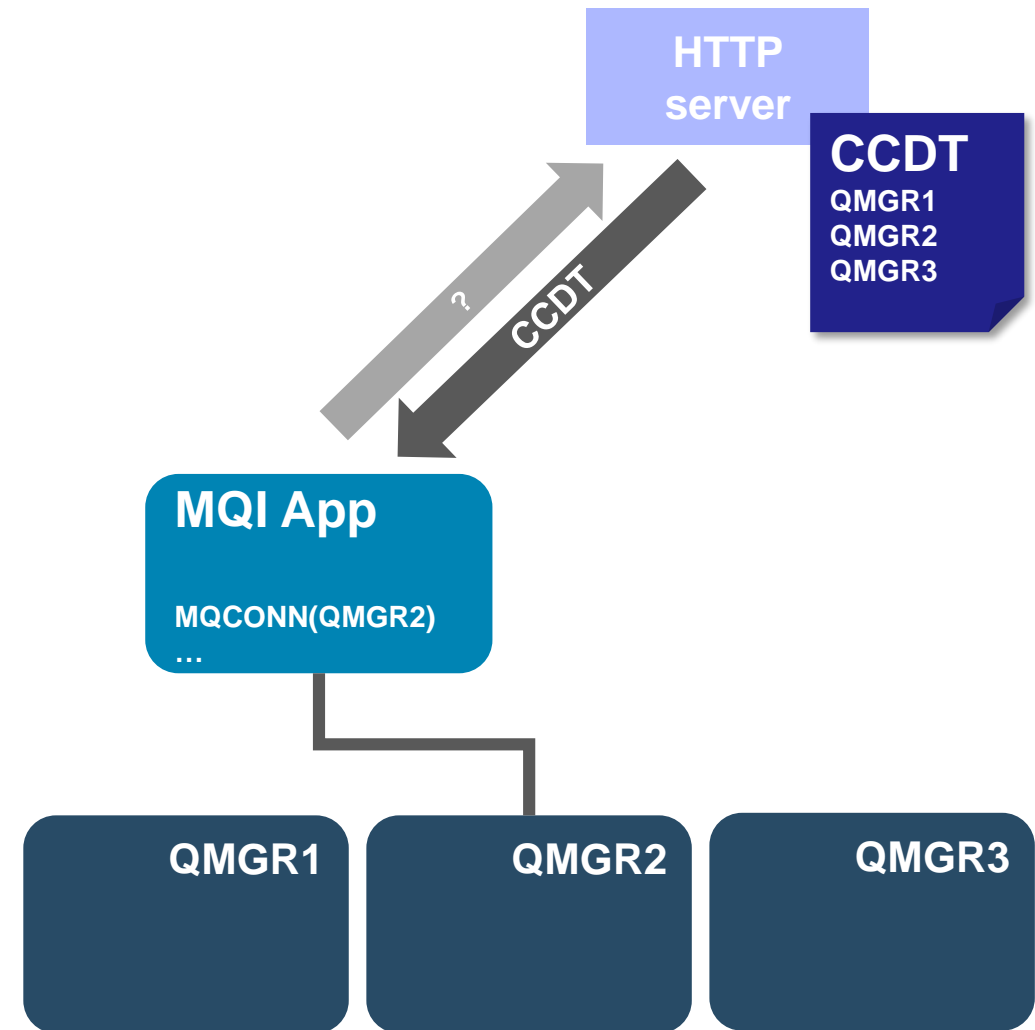 HTTP
server
CCDT
QMGR1
QMGR2
QMGR3
?
CCDT
MQI App
MQCONN(QMGR2)
…
QMGR1
QMGR2
QMGR3